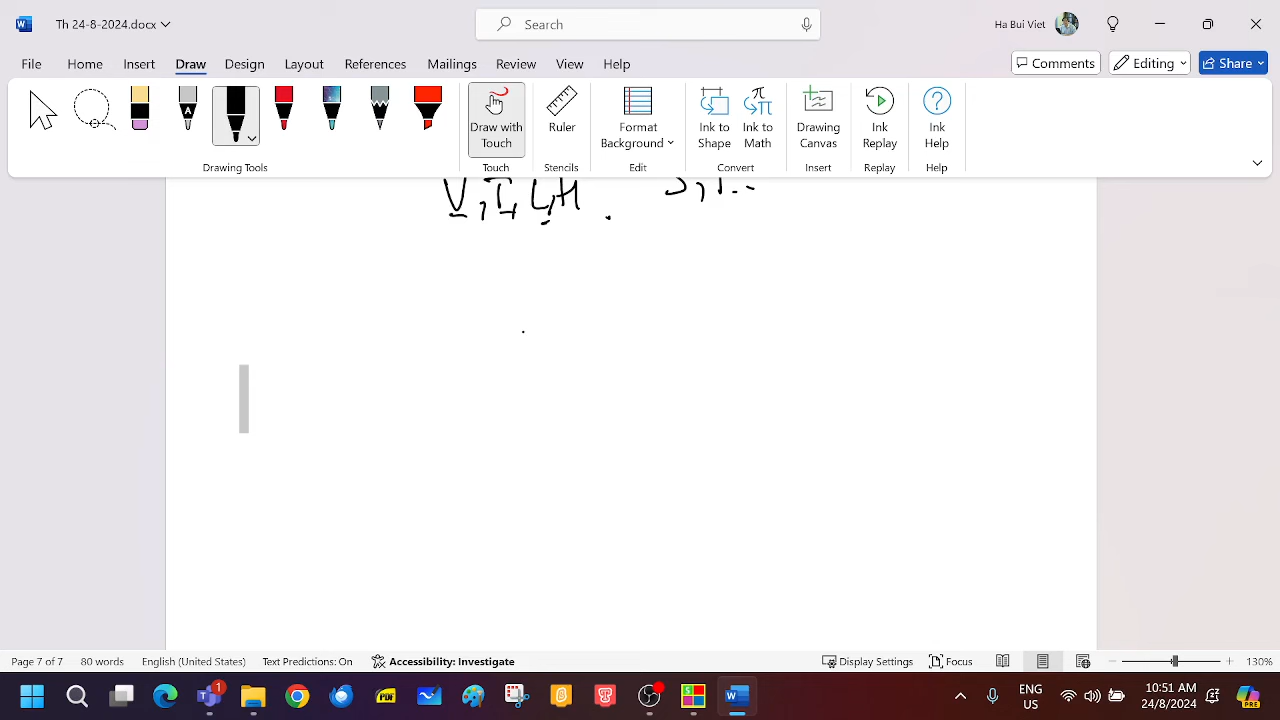 Th 24-8-2024.docx
Search
Ha Bui Viet
File Home Insert Draw Design Layout References Mailings Review View Help
Comments Editing Share
Draw with Touch
Ruler
Format Background
Ink to Shape
Ink to Math
Drawing Canvas
Ink Replay
Ink Help
Drawing Tools Touch Stencils Edit Convert Insert Replay Help
V, T, L, H .
Page 7 of 7 80 words English (United States) Text Predictions: On Accessibility: Investigate Display Settings Focus 130%
ENG
US
10:51 AM
24/8/2024